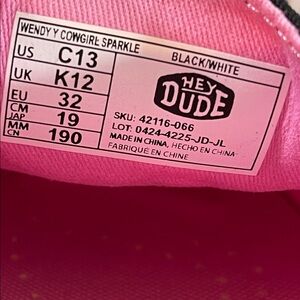 WENDY Y COWGIRL SPARKLE BLACK/WHITE
US C13
UK K12
EU 32
CM JAP 19
MM CN 190
HEY DUDE
SKU: 42116-066
LOT: 0424-4225-JD-JL
MADE IN CHINA, HECHO EN CHINA
FABRIQUÉ EN CHINE